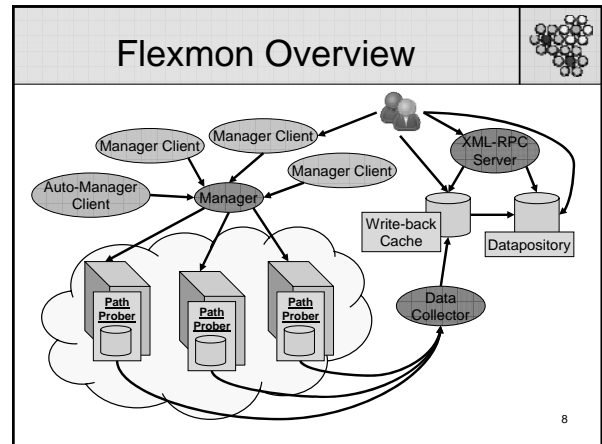 Flexmon Overview
Manager Client
Manager Client
Manager Client
Auto-Manager
Client
Manager
XML-RPC
Server
Write-back
Cache
Datapository
Path
Prober
Path
Prober
Path
Prober
Data
Collector
8